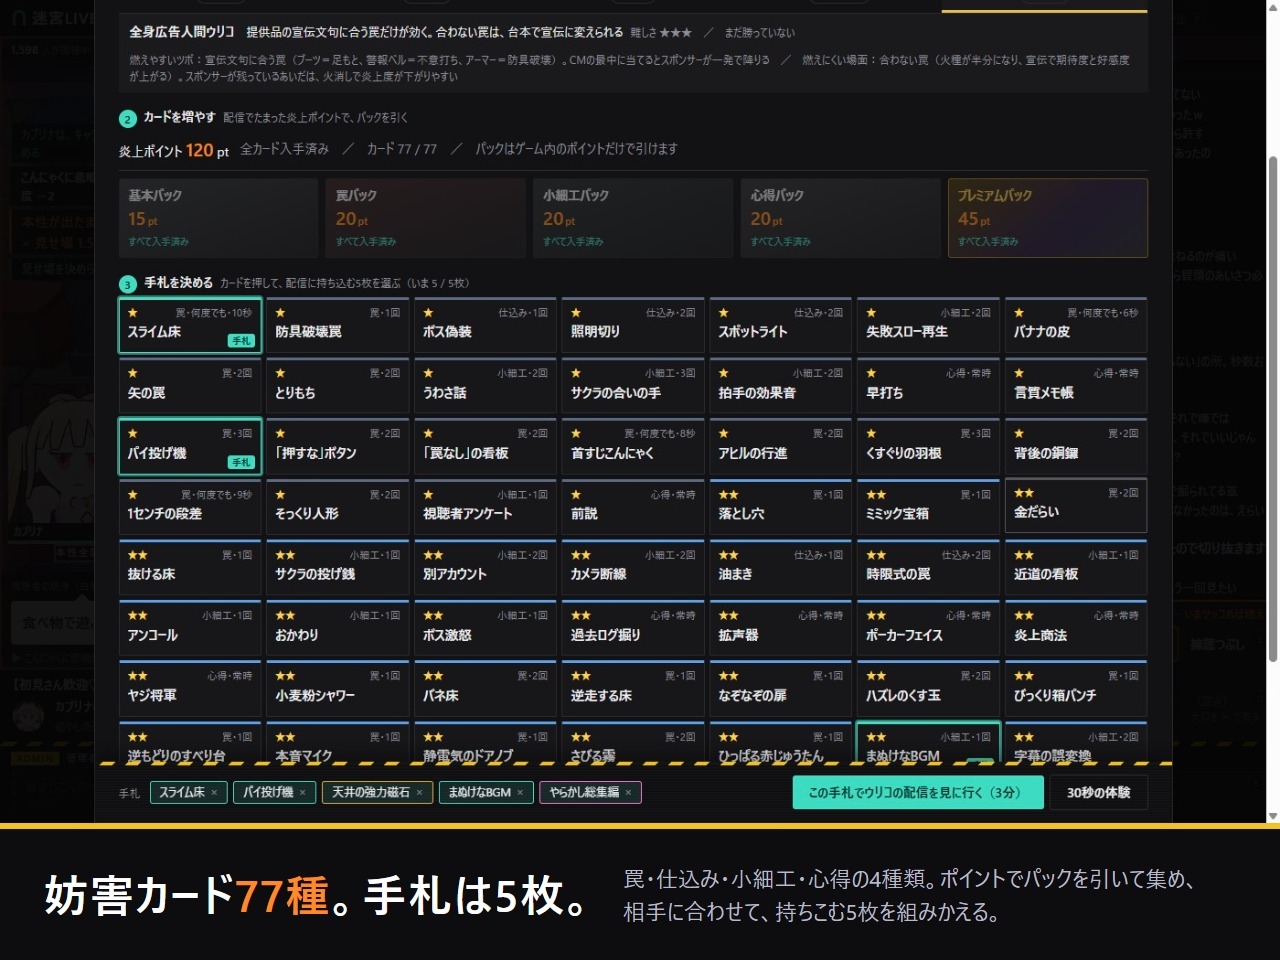 全身広告人間ウリコ 提供品の宣伝文句に合う罠だけが効く。合わない罠は、台本で宣伝に変えられる 難しさ ★★★ ／ まだ勝っていない
燃えやすいツボ：宣伝文句に合う罠（ブーツ＝足もと、警報ベル＝不意打ち、アーマー＝防具破壊）。CMの最中に当てるとスポンサーが一発で降りる ／ 燃えにくい場面：合わない罠（火種が半分になり、宣伝で期待度と好感度
が上がる）。スポンサーが残っているあいだは、火消しで炎上度が下がりやすい
2 カードを増やす 配信でたまった炎上ポイントで、パックを引く
炎上ポイント 120 pt 全カード入手済み ／ カード 77 / 77 ／ パックはゲーム内のポイントだけで引けます
基本パック 罠パック 小細工パック 心得パック プレミアムパック
15 pt 20 pt 20 pt 20 pt 45 pt
すべて入手済み すべて入手済み すべて入手済み すべて入手済み すべて入手済み
3 手札を決める カードを押して、配信に持ち込む5枚を選ぶ（いま 5 / 5枚）
★ 罠・何度でも・10秒 ★ 罠・1回 ★ 仕込み・1回 ★ 仕込み・2回 ★ 仕込み・2回 ★ 小細工・2回 ★ 罠・何度でも・6秒
スライム床 防具破壊罠 ボス偽装 照明切り スポットライト 失敗スロー再生 バナナの皮
手札
★ 罠・2回 ★ 罠・2回 ★ 小細工・2回 ★ 小細工・3回 ★ 小細工・2回 ★ 心得・常時 ★ 心得・常時
矢の罠 とりもち うわさ話 サクラの合いの手 拍手の効果音 早打ち 言質メモ帳
★ 罠・3回 ★ 罠・2回 ★ 罠・2回 ★ 罠・何度でも・8秒 ★ 罠・2回 ★ 罠・3回 ★ 罠・2回
パイ投げ機 「押すな」ボタン 「罠なし」の看板 首すじこんにゃく アヒルの行進 くすぐりの羽根 背後の銅鑼
手札
★ 罠・何度でも・9秒 ★ 罠・2回 ★ 小細工・1回 ★ 心得・常時 ★★ 罠・1回 ★★ 罠・1回 ★★ 罠・2回
1センチの段差 そっくり人形 視聴者アンケート 前説 落とし穴 ミミック宝箱 金だらい
★★ 罠・1回 ★★ 小細工・1回 ★★ 小細工・2回 ★★ 小細工・2回 ★★ 仕込み・1回 ★★ 仕込み・2回 ★★ 小細工・1回
抜ける床 サクラの投げ銭 別アカウント カメラ断線 油まき 時限式の罠 近道の看板
★★ 小細工・1回 ★★ 小細工・1回 ★★ 小細工・1回 ★★ 心得・常時 ★★ 心得・常時 ★★ 心得・常時 ★★ 心得・常時
アンコール おかわり ボス激怒 過去ログ掘り 拡声器 ポーカーフェイス 炎上商法
★★ 心得・常時 ★★ 罠・1回 ★★ 罠・2回 ★★ 罠・1回 ★★ 罠・1回 ★★ 罠・2回 ★★ 罠・1回
ヤジ将軍 小麦粉シャワー バネ床 逆走する床 なぞなぞの扉 ハズレのくす玉 びっくり箱パンチ
★★ 罠・1回 ★★ 罠・1回 ★★ 罠・1回 ★★ 罠・2回 ★★ 罠・1回 ★★ 小細工・1回 ★★ 小細工・2回
逆もどりのすべり台 本音マイク 静電気のドアノブ さびる霧 ひっぱる赤じゅうたん まぬけなBGM 字幕の誤変換
手札 スライム床 × パイ投げ機 × 天井の強力磁石 × まぬけなBGM × やらかし総集編 × この手札でウリコの配信を見に行く（3分） 30秒の体験
妨害カード77種。手札は5枚。
罠・仕込み・小細工・心得の4種類。ポイントでパックを引いて集め、
相手に合わせて、持ちこむ5枚を組みかえる。